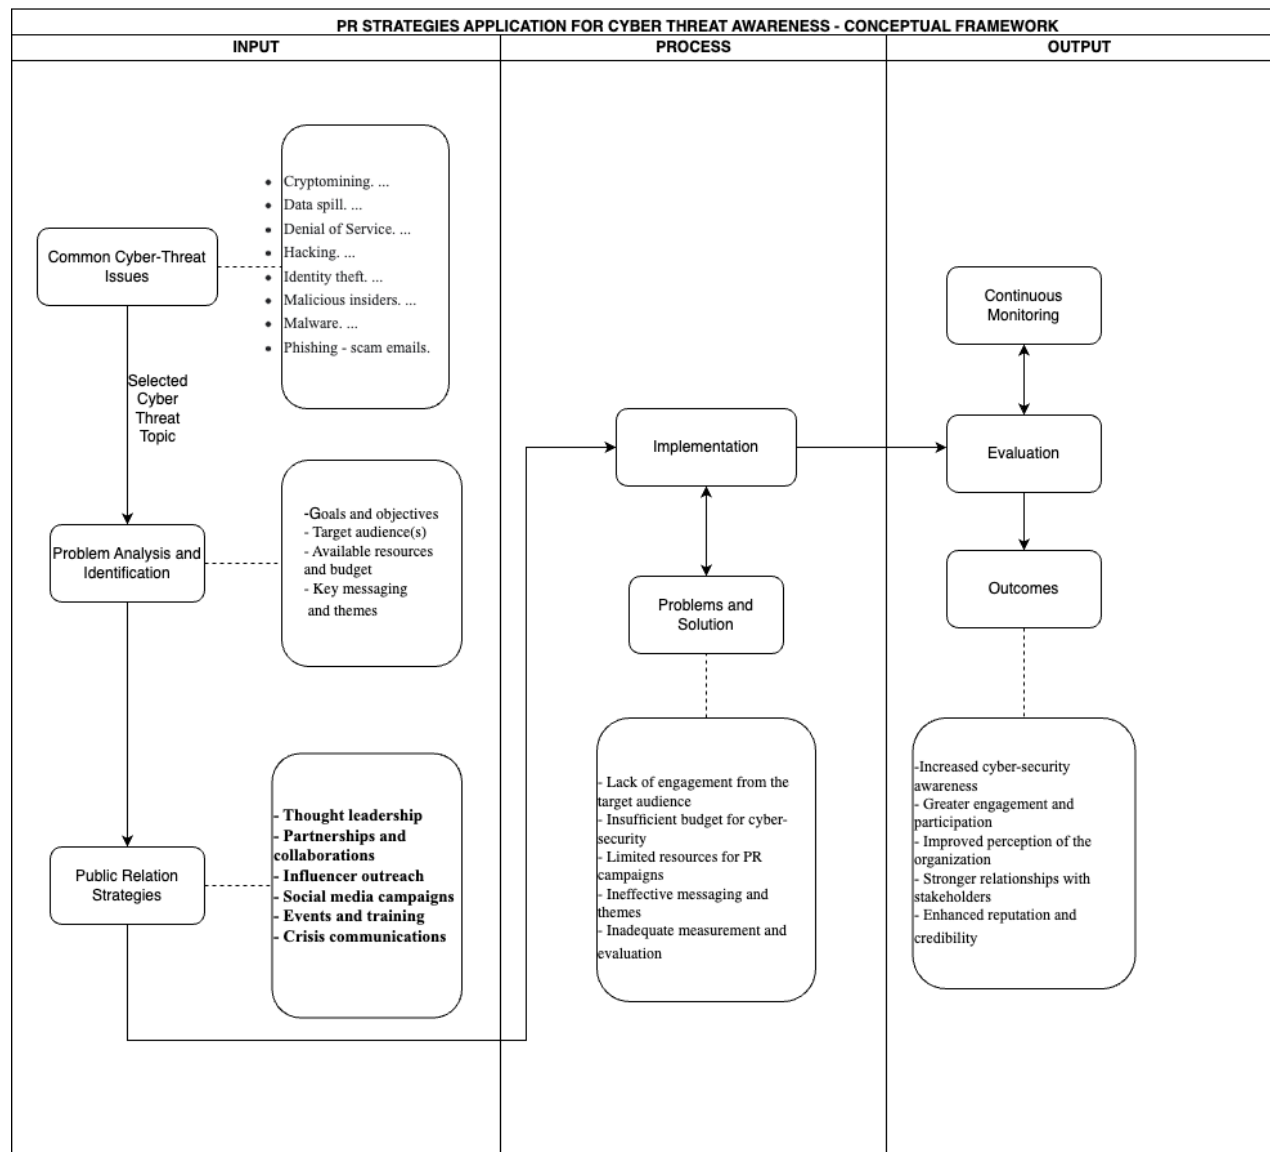 PR STRATEGIES APPLICATION FOR CYBER THREAT AWARENESS - CONCEPTUAL FRAMEWORK
INPUT
PROCESS
OUTPUT
Common Cyber-Threat
Issues
• Cryptomining. ...
• Data spill. ...
• Denial of Service. ...
• Hacking. ...
• Identity theft. ...
• Malicious insiders. ...
• Malware. ...
• Phishing - scam emails.
Selected
Cyber
Threat
Topic
Problem Analysis and
Identification
-Goals and objectives
- Target audience(s)
- Available resources
and budget
- Key messaging
and themes
Public Relation
Strategies
- Thought leadership
- Partnerships and
collaborations
- Influencer outreach
- Social media campaigns
- Events and training
- Crisis communications
Implementation
Problems and
Solution
- Lack of engagement from the
target audience
- Insufficient budget for cyber-
security
- Limited resources for PR
campaigns
- Ineffective messaging and
themes
- Inadequate measurement and
evaluation
Continuous
Monitoring
Evaluation
Outcomes
-Increased cyber-security
awareness
- Greater engagement and
participation
- Improved perception of the
organization
- Stronger relationships with
stakeholders
- Enhanced reputation and
credibility